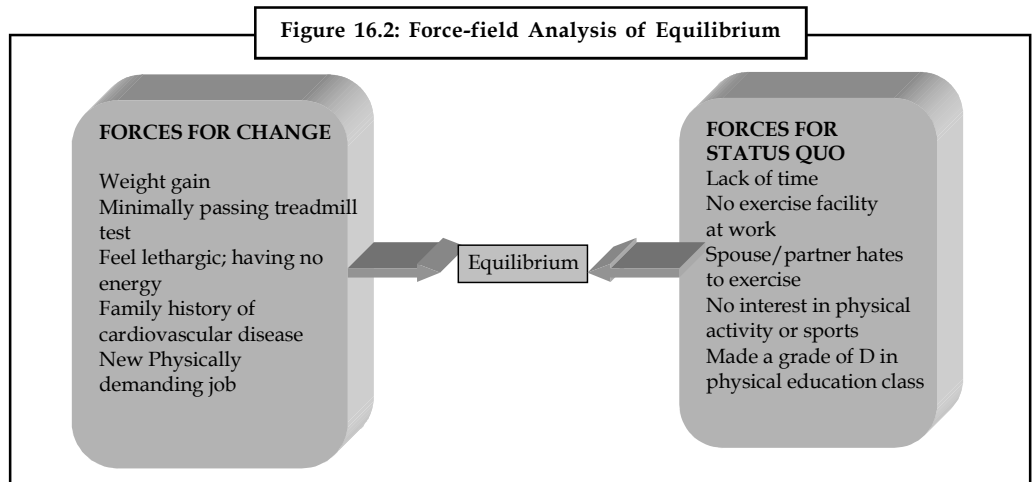 Figure 16.2: Force-field Analysis of Equilibrium
FORCES FOR CHANGE
Weight gain
Minimally passing treadmill
test
Feel lethargic; having no
energy
Family history of
cardiovascular disease
New Physically
demanding job
Equilibrium
FORCES FOR
STATUS QUO
Lack of time
No exercise facility
at work
Spouse/partner hates
to exercise
No interest in physical
activity or sports
Made a grade of D in
physical education class